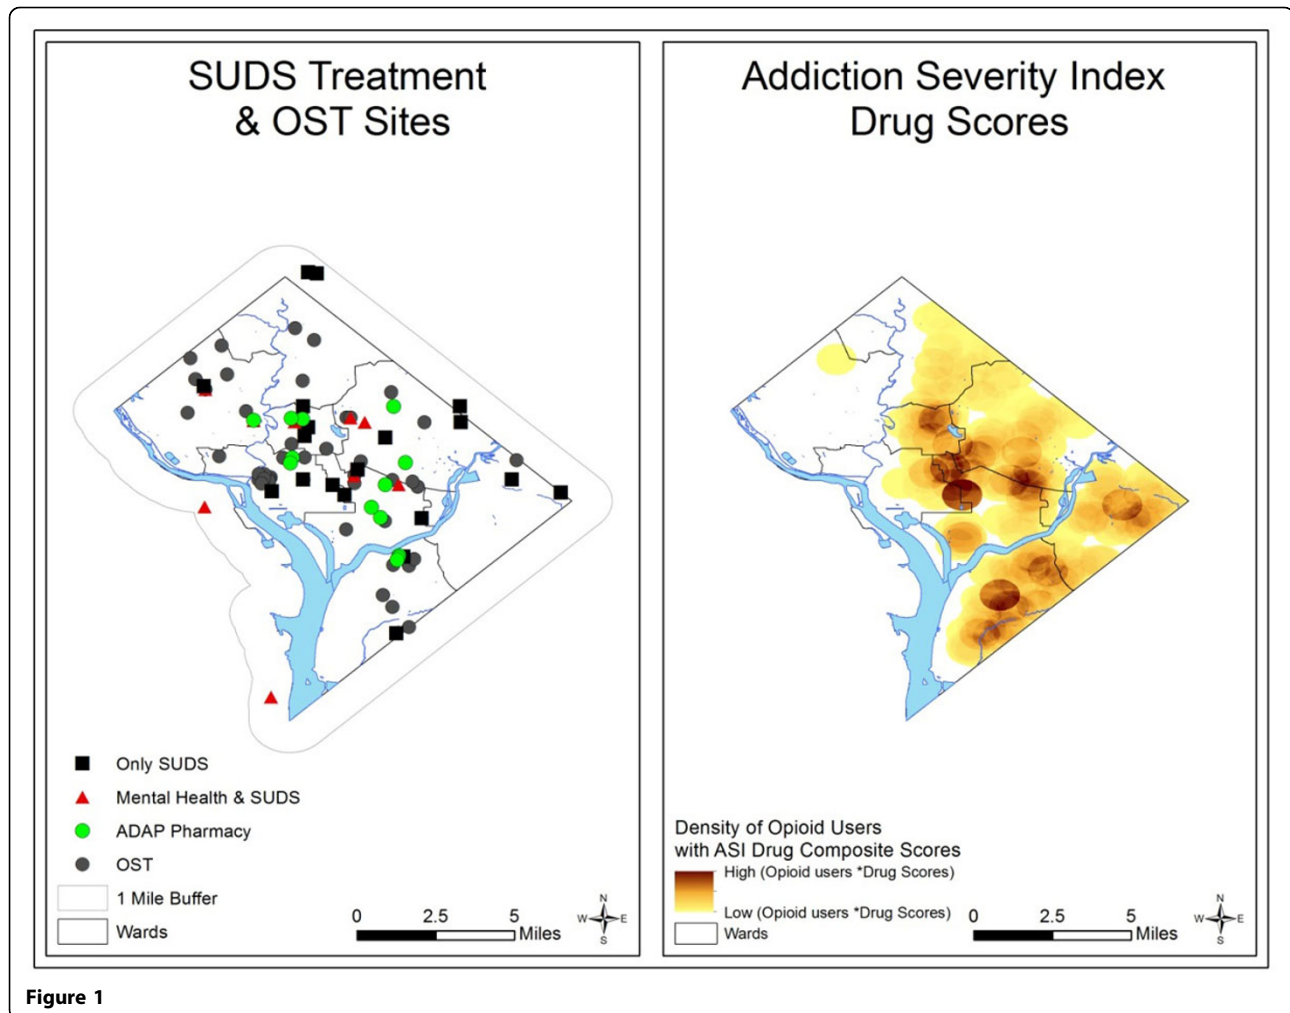 SUDS Treatment
& OST Sites
Only SUDS
Mental Health & SUDS
ADAP Pharmacy
OST
1 Mile Buffer
Wards
0 2.5 5
Miles
N
W E
S
Addiction Severity Index
Drug Scores
Density of Opioid Users
with ASI Drug Composite Scores
High (Opioid users *Drug Scores)
Low (Opioid users *Drug Scores)
Wards
0 2.5 5
Miles
N
W E
S
Figure 1